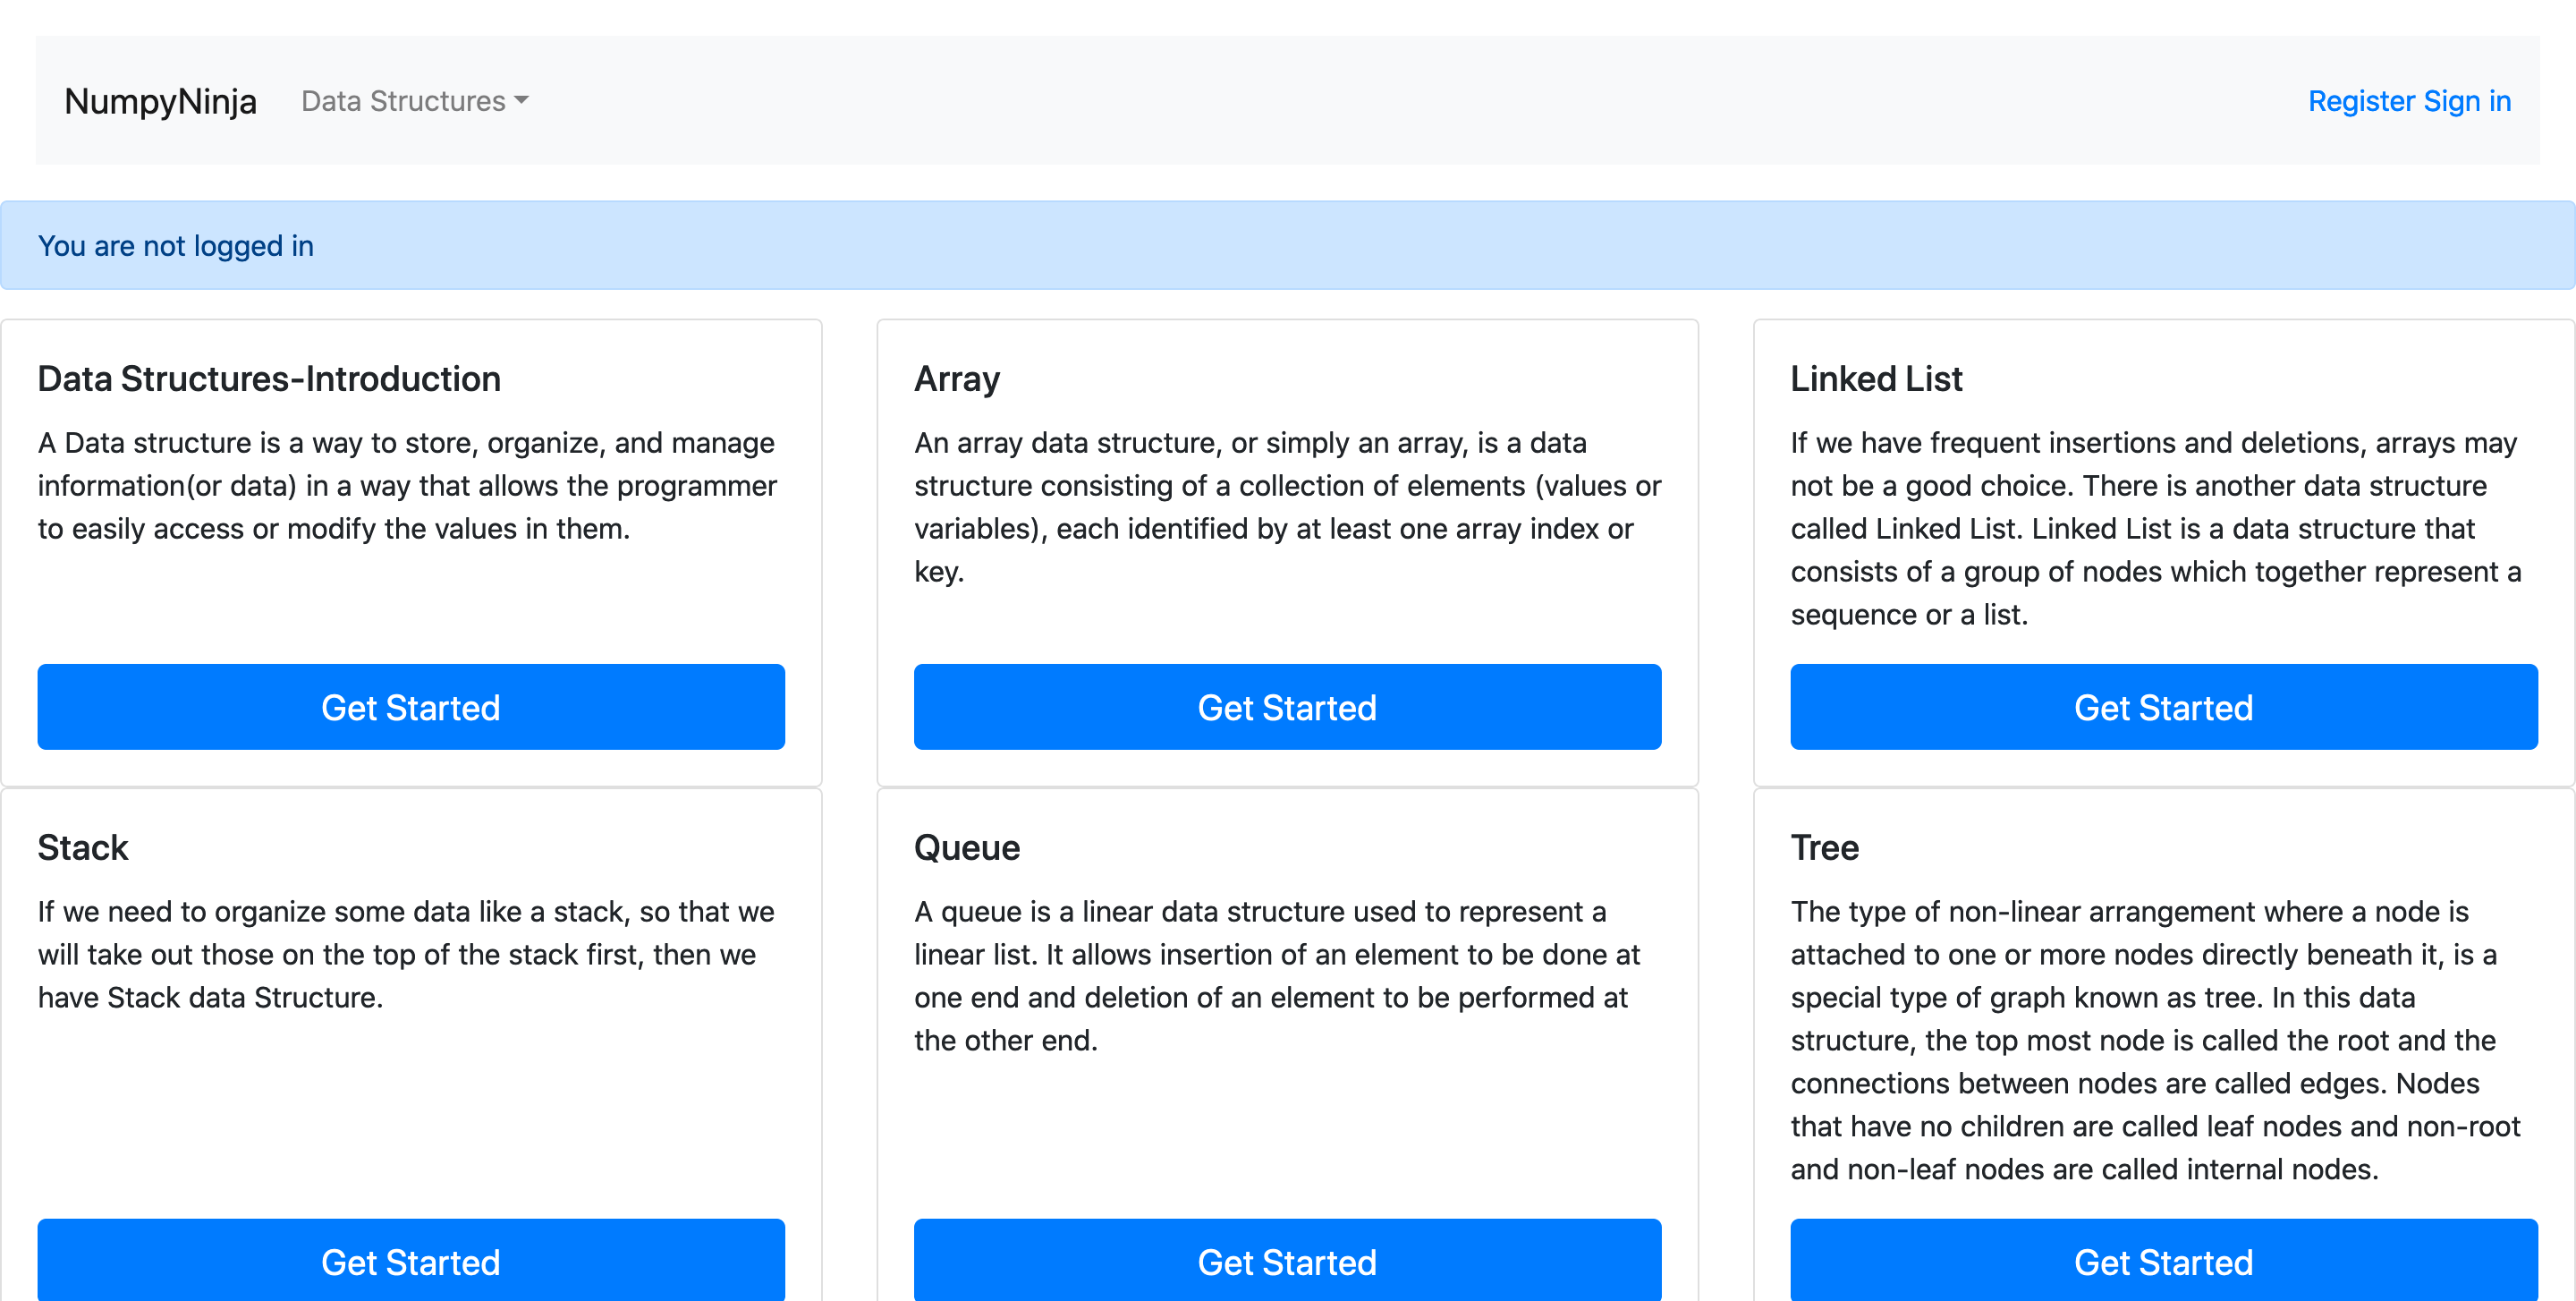 NumpyNinja Data Structures Register Sign in
You are not logged in
Data Structures-Introduction
A Data structure is a way to store, organize, and manage
information(or data) in a way that allows the programmer
to easily access or modify the values in them.
Get Started
Array
An array data structure, or simply an array, is a data
structure consisting of a collection of elements (values or
variables), each identified by at least one array index or
key.
Get Started
Linked List
If we have frequent insertions and deletions, arrays may
not be a good choice. There is another data structure
called Linked List. Linked List is a data structure that
consists of a group of nodes which together represent a
sequence or a list.
Get Started
Stack
If we need to organize some data like a stack, so that we
will take out those on the top of the stack first, then we
have Stack data Structure.
Get Started
Queue
A queue is a linear data structure used to represent a
linear list. It allows insertion of an element to be done at
one end and deletion of an element to be performed at
the other end.
Get Started
Tree
The type of non-linear arrangement where a node is
attached to one or more nodes directly beneath it, is a
special type of graph known as tree. In this data
structure, the top most node is called the root and the
connections between nodes are called edges. Nodes
that have no children are called leaf nodes and non-root
and non-leaf nodes are called internal nodes.
Get Started